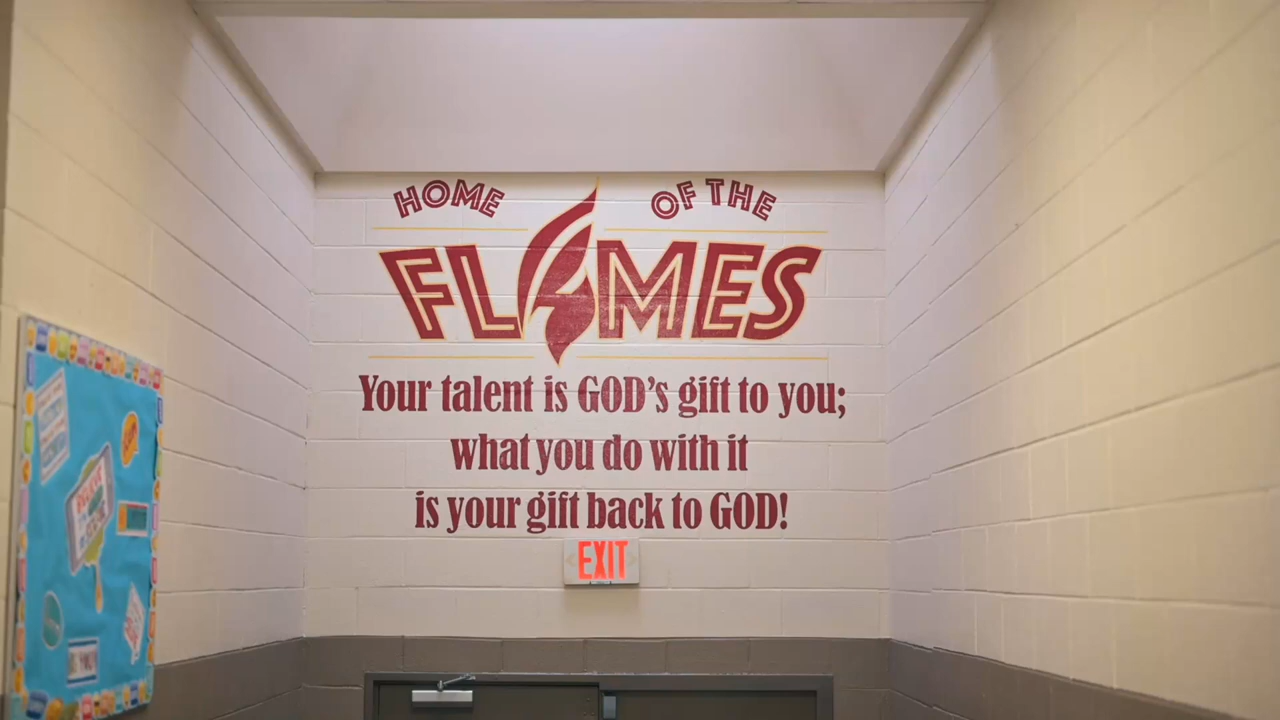 HOME OF THE
FLAMES
Your talent is GOD's gift to you;
what you do with it
is your gift back to GOD!
EXIT